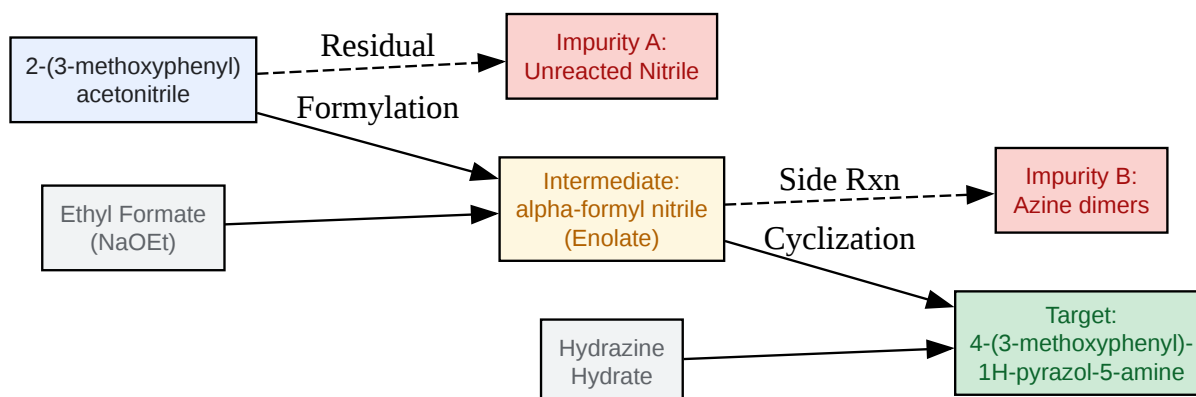 2-(3-methoxyphenyl)
acetonitrile
Residual
Impurity A:
Unreacted Nitrile
Formylation
Ethyl Formate
(NaOEt)
Intermediate:
alpha-formyl nitrile
(Enolate)
Side Rxn
Impurity B:
Azine dimers
Cyclization
Hydrazine
Hydrate
Target:
4-(3-methoxyphenyl)-
1H-pyrazol-5-amine